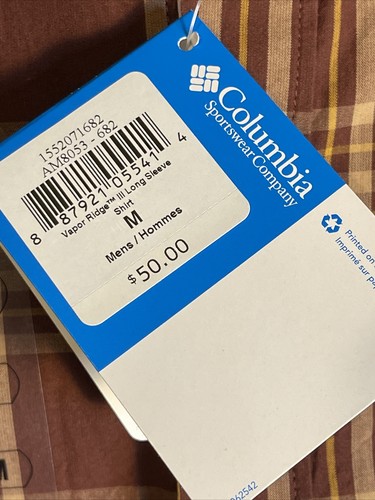 Columbia
Sportswear Company
1552071682
AM8053 - 682
8 87921 05541 4
Vapor Ridge™ III Long Sleeve
Shirt
M
Mens / Hommes
$50.00
Printed on
Imprimé sur
062542
M